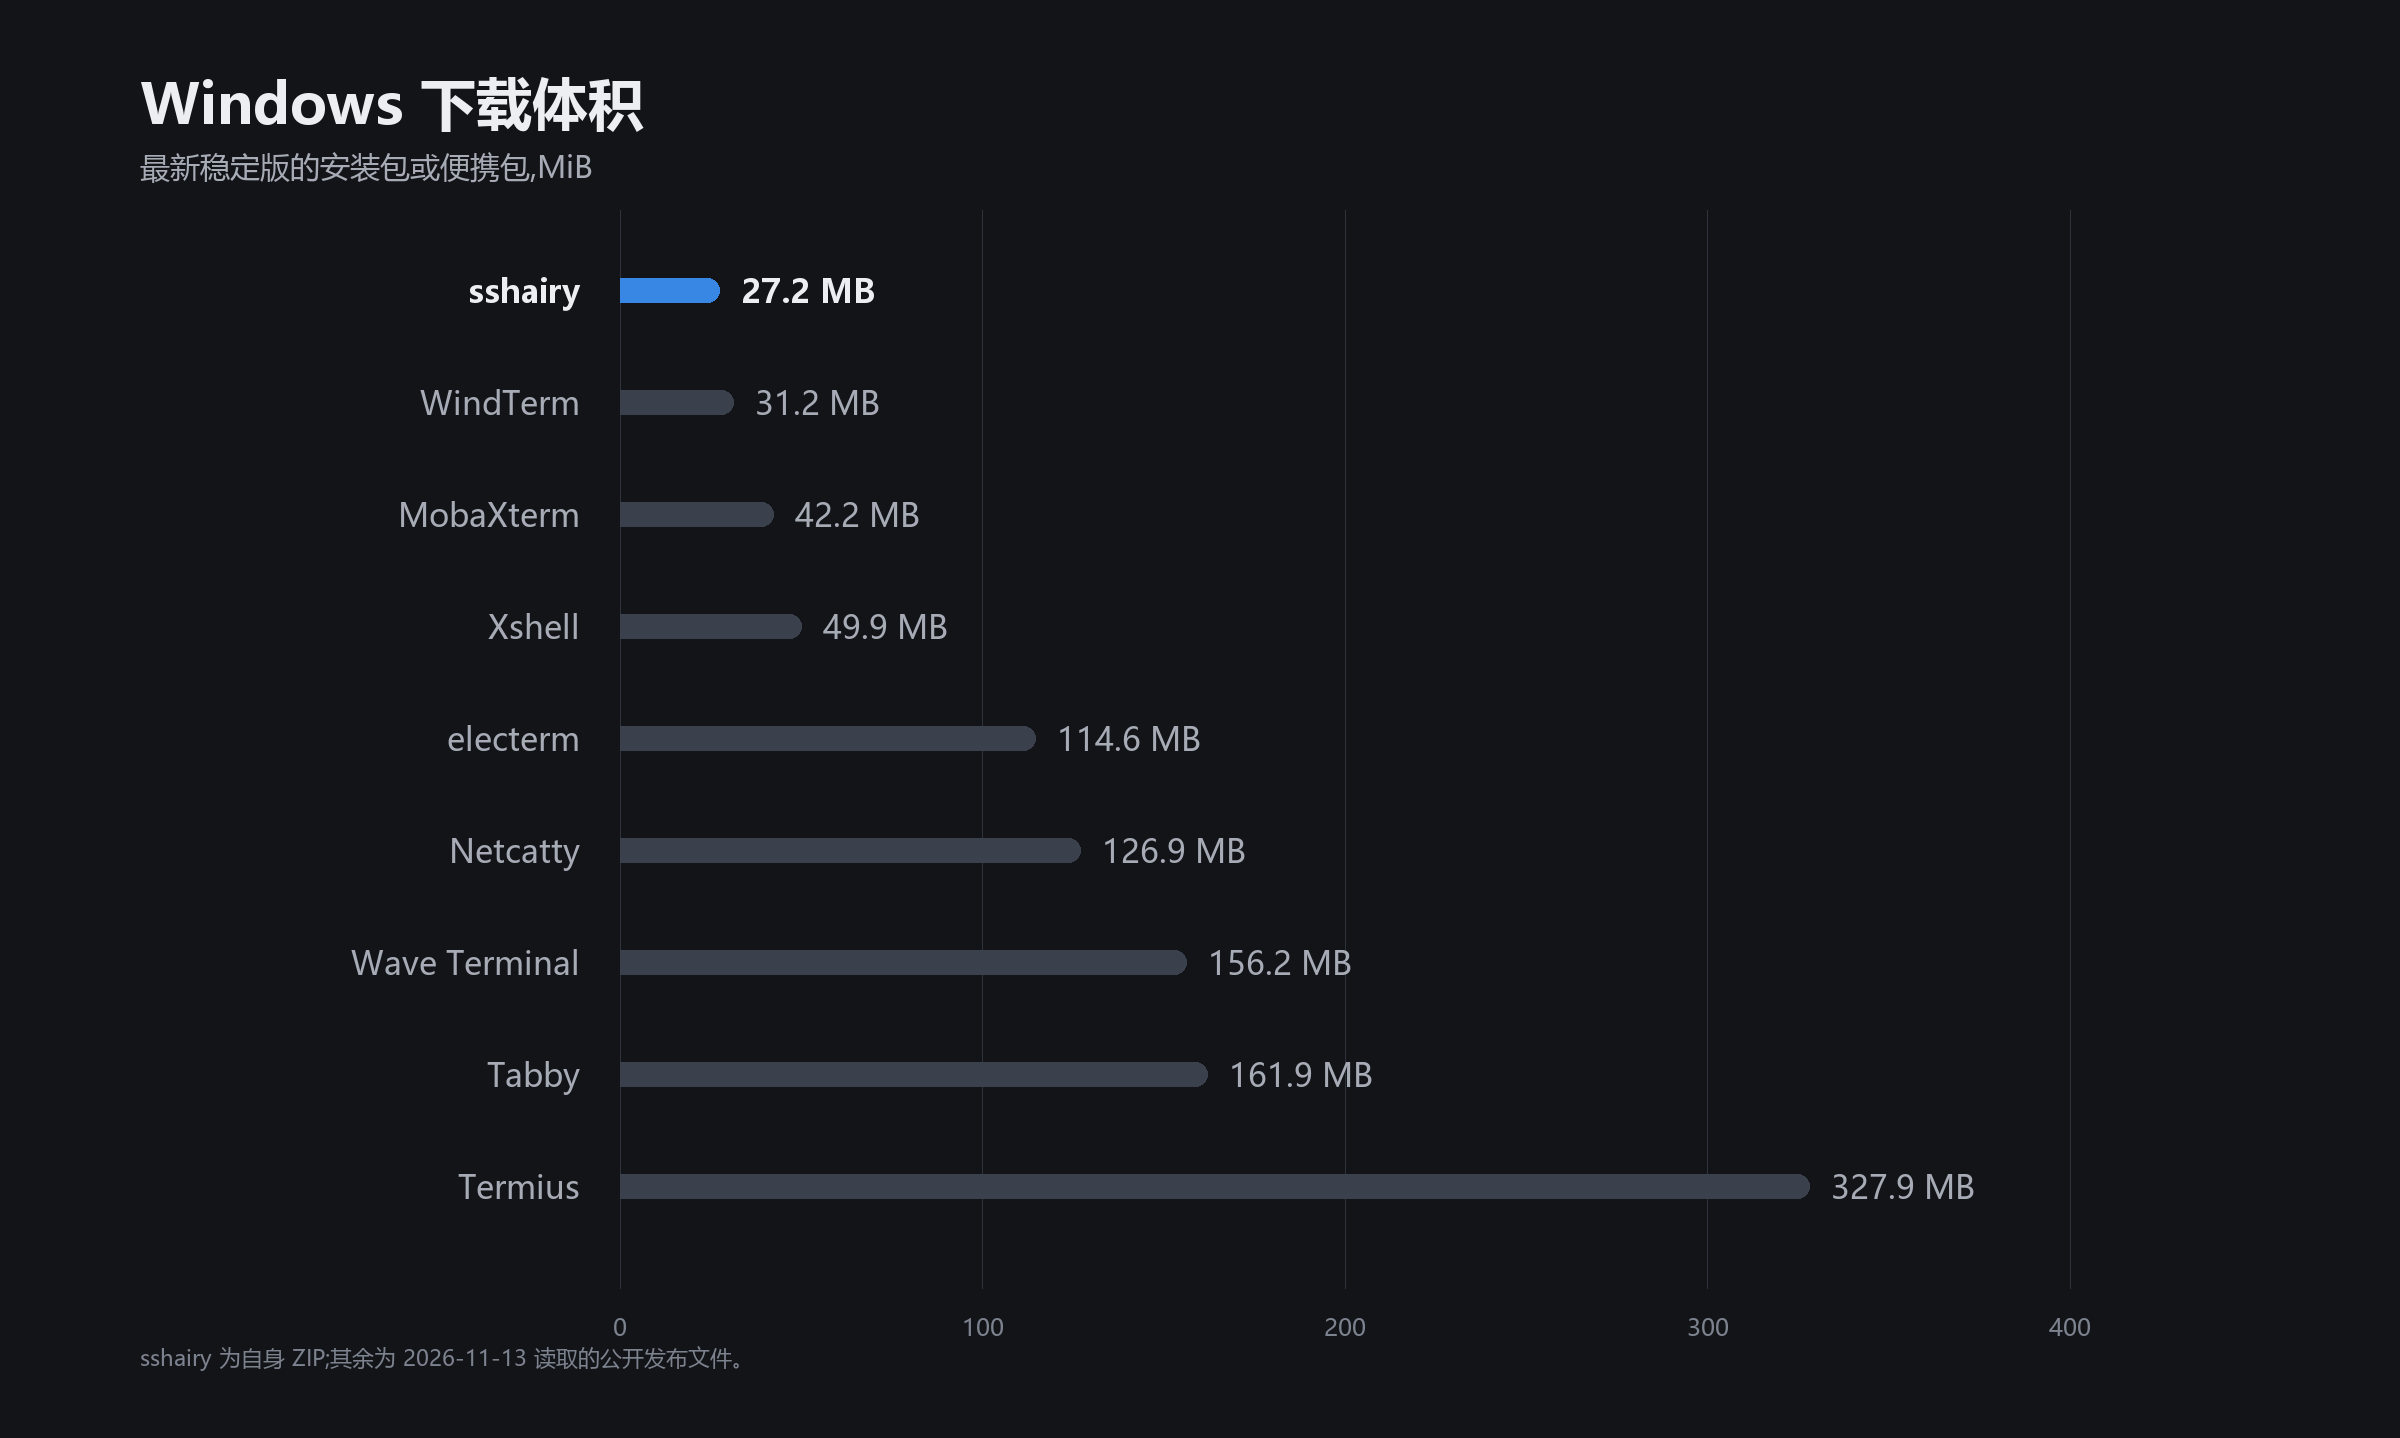 Windows 下载体积
最新稳定版的安装包或便携包,MiB
sshairy 27.2 MB
WindTerm 31.2 MB
MobaXterm 42.2 MB
Xshell 49.9 MB
electerm 114.6 MB
Netcatty 126.9 MB
Wave Terminal 156.2 MB
Tabby 161.9 MB
Termius 327.9 MB
0 100 200 300 400
sshairy 为自身 ZIP;其余为 2026-11-13 读取的公开发布文件。